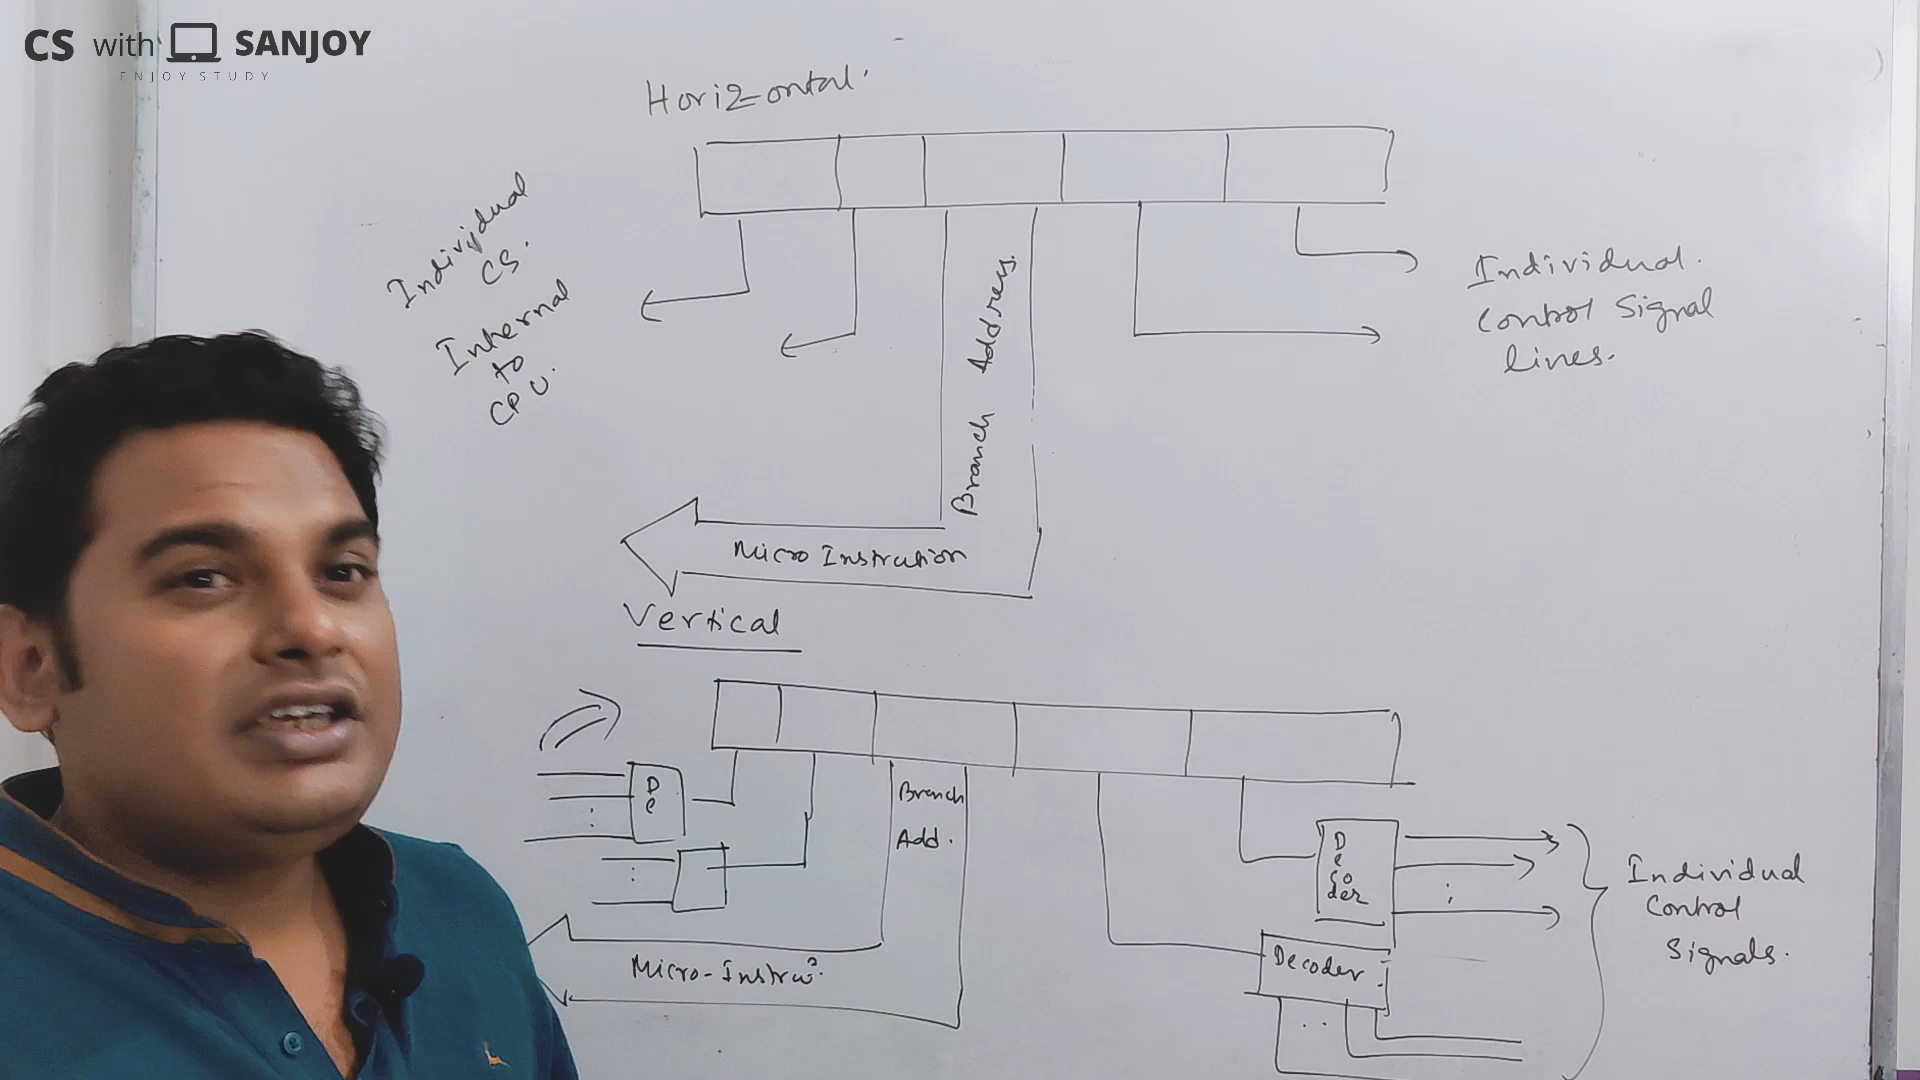 CS with SANJOY
ENJOY STUDY
Horizontal.
Individual
CS.
Internal
to
CPU.
Individual.
Control Signal
lines.
Branch Address.
Micro Instruction
Vertical
De
Branch
Add.
Micro-Instruⁿ.
Decoder
Decoder
Individual
Control
Signals.